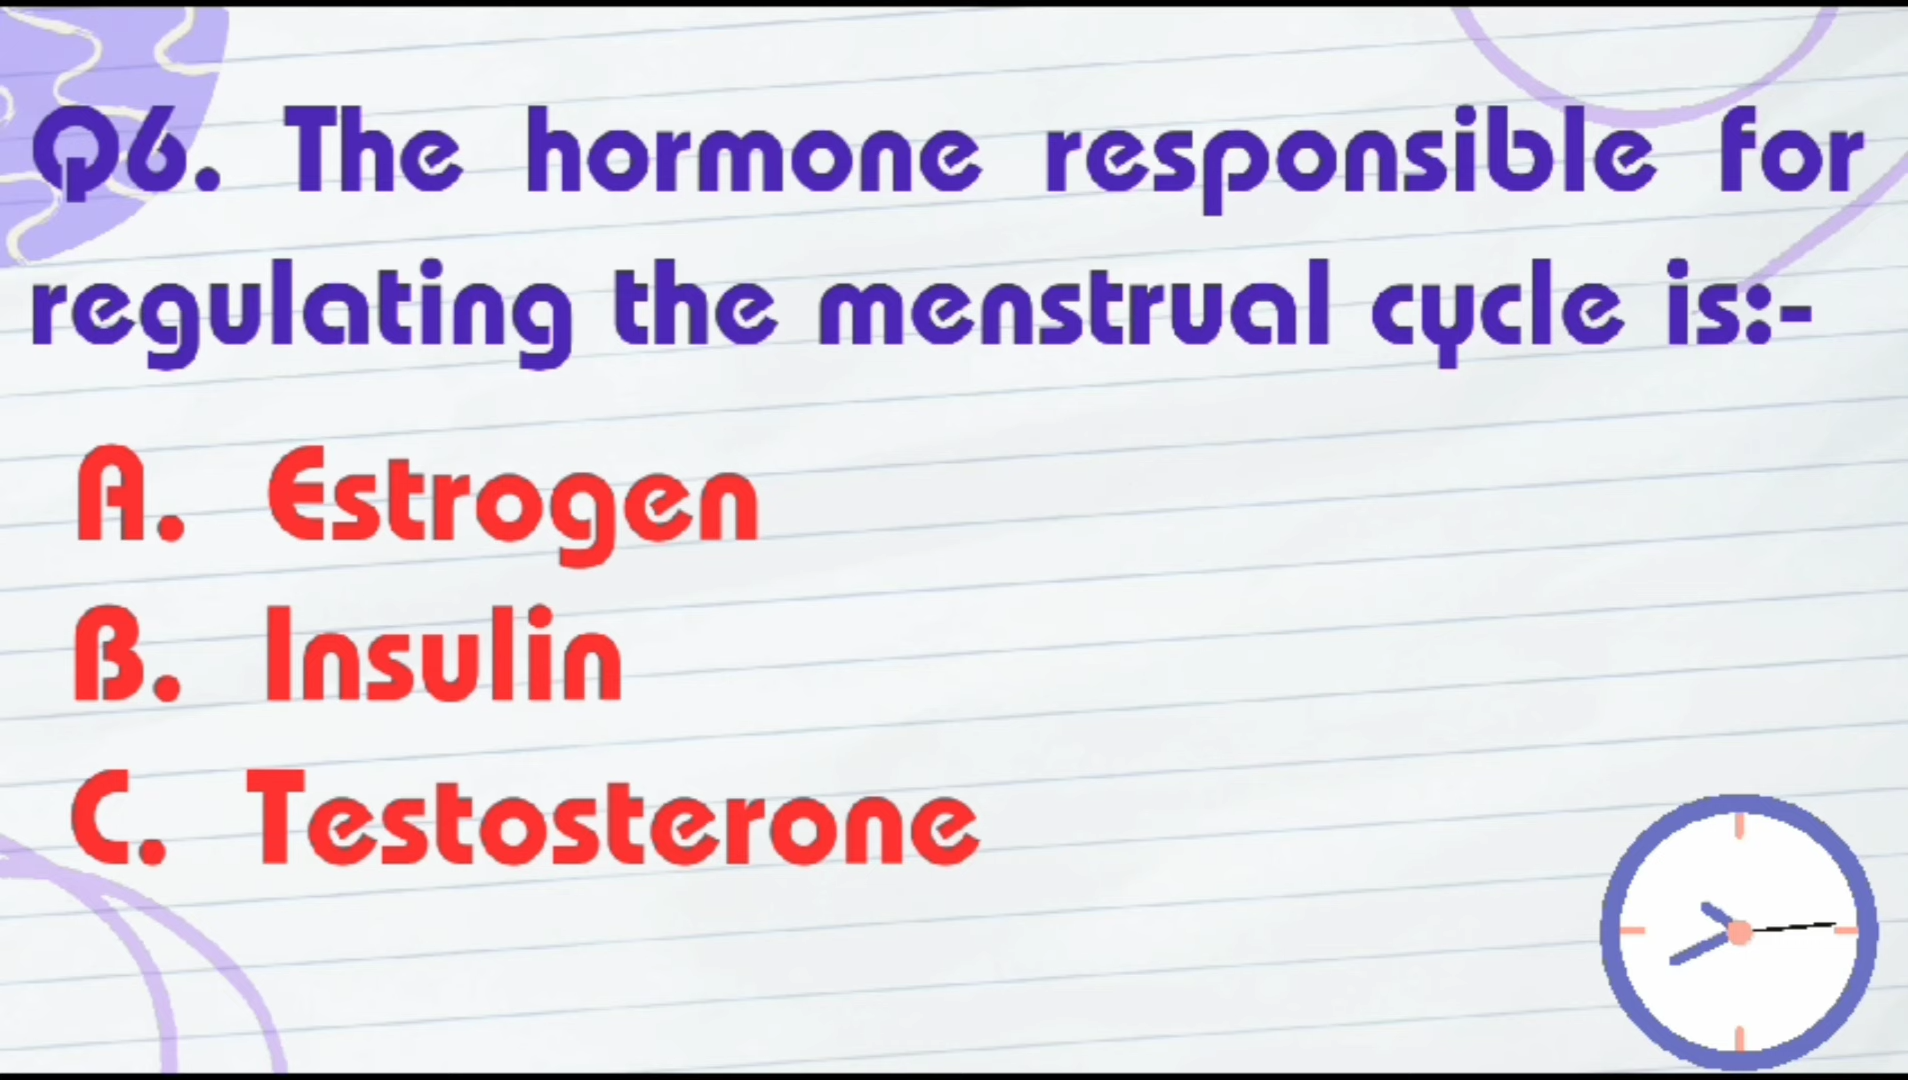 Q6. The hormone responsible for
regulating the menstrual cycle is:-
A. Estrogen
B. Insulin
C. Testosterone